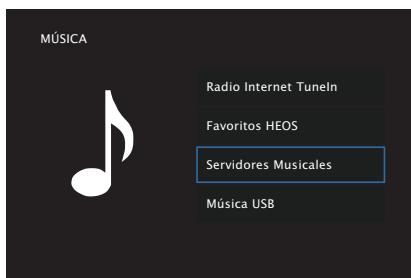 MÚSICA
Radio Internet TuneIn
Favoritos HEOS
Servidores Musicales
Música USB